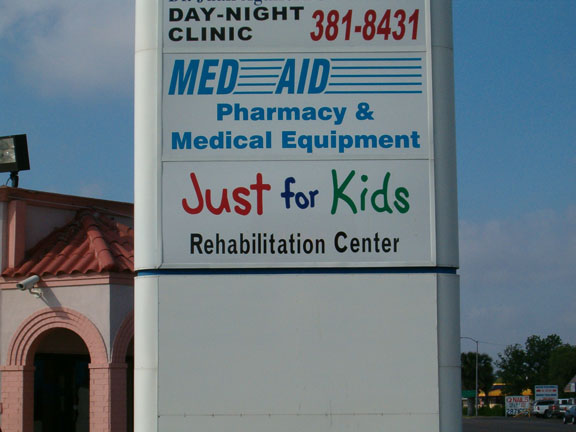 DAY-NIGHT
CLINIC
381-8431
MED AID
Pharmacy &
Medical Equipment
Just for Kids
Rehabilitation Center